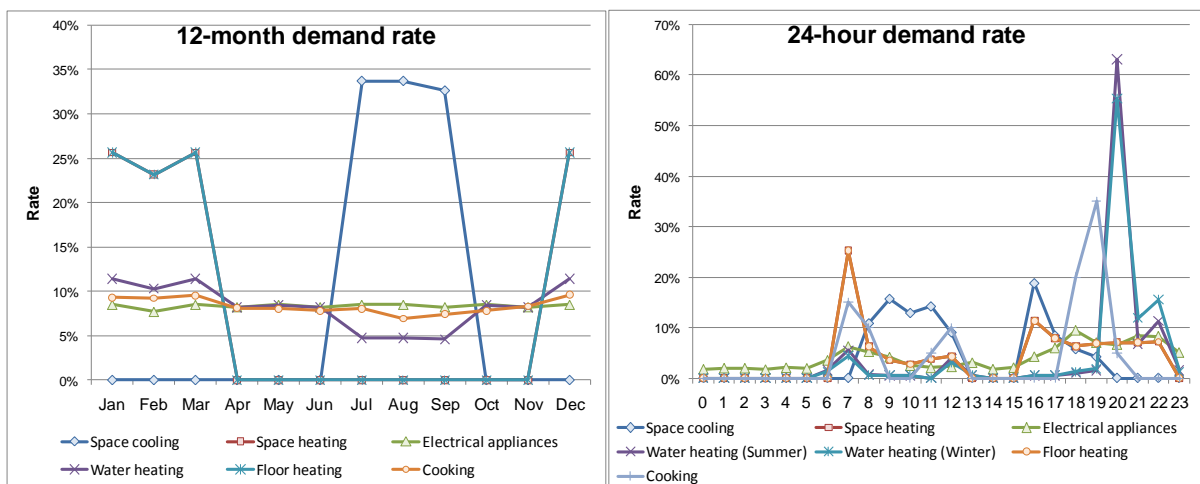 12-month demand rate
40%
35%
30%
25%
20%
15%
10%
5%
0%
Rate
Jan Feb Mar Apr May Jun Jul Aug Sep Oct Nov Dec
Space cooling Space heating Electrical appliances
Water heating Floor heating Cooking
24-hour demand rate
70%
60%
50%
40%
30%
20%
10%
0%
Rate
0 1 2 3 4 5 6 7 8 9 10 11 12 13 14 15 16 17 18 19 20 21 22 23
Space cooling Space heating Electrical appliances
Water heating (Summer) Water heating (Winter) Floor heating
Cooking